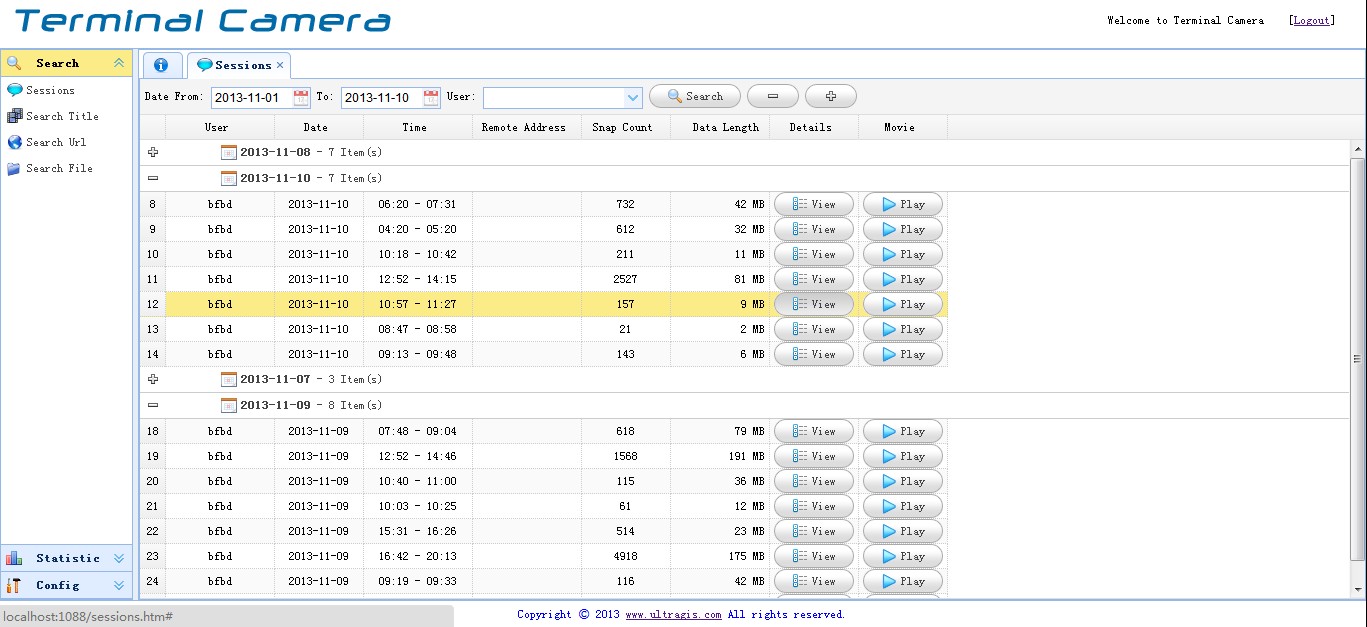 Terminal Camera
Welcome to Terminal Camera [Logout]
Search
Sessions
Search Title
Search Url
Search File
Statistic
Config
Sessions ×
Date From: 2013-11-01 To: 2013-11-10 User: Search
User Date Time Remote Address Snap Count Data Length Details Movie
2013-11-08 - 7 Item(s)
2013-11-10 - 7 Item(s)
8 bfbd 2013-11-10 06:20 - 07:31 732 42 MB View Play
9 bfbd 2013-11-10 04:20 - 05:20 612 32 MB View Play
10 bfbd 2013-11-10 10:18 - 10:42 211 11 MB View Play
11 bfbd 2013-11-10 12:52 - 14:15 2527 81 MB View Play
12 bfbd 2013-11-10 10:57 - 11:27 157 9 MB View Play
13 bfbd 2013-11-10 08:47 - 08:58 21 2 MB View Play
14 bfbd 2013-11-10 09:13 - 09:48 143 6 MB View Play
2013-11-07 - 3 Item(s)
2013-11-09 - 8 Item(s)
18 bfbd 2013-11-09 07:48 - 09:04 618 79 MB View Play
19 bfbd 2013-11-09 12:52 - 14:46 1568 191 MB View Play
20 bfbd 2013-11-09 10:40 - 11:00 115 36 MB View Play
21 bfbd 2013-11-09 10:03 - 10:25 61 12 MB View Play
22 bfbd 2013-11-09 15:31 - 16:26 514 23 MB View Play
23 bfbd 2013-11-09 16:42 - 20:13 4918 175 MB View Play
24 bfbd 2013-11-09 09:19 - 09:33 116 42 MB View Play
localhost:1088/sessions.htm#
Copyright © 2013 www.ultragis.com All rights reserved.